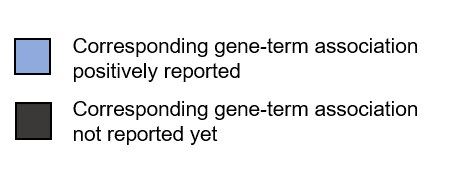 Corresponding gene-term association
positively reported
Corresponding gene-term association
not reported yet